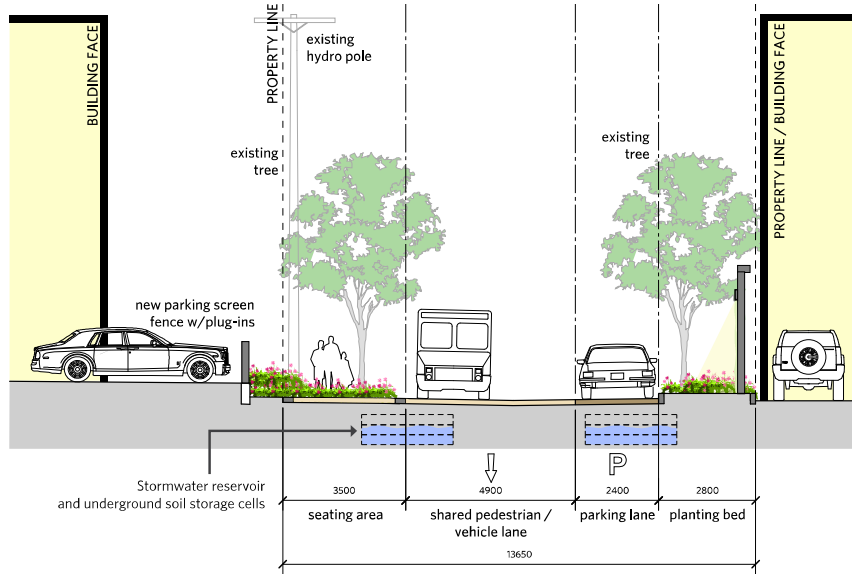 BUILDING FACE
PROPERTY LINE
existing
hydro pole
existing
tree
existing
tree
PROPERTY LINE / BUILDING FACE
new parking screen
fence w/plug-ins
Stormwater reservoir
and underground soil storage cells
P
3500
4900
2400
2800
seating area
shared pedestrian /
vehicle lane
parking lane
planting bed
13650